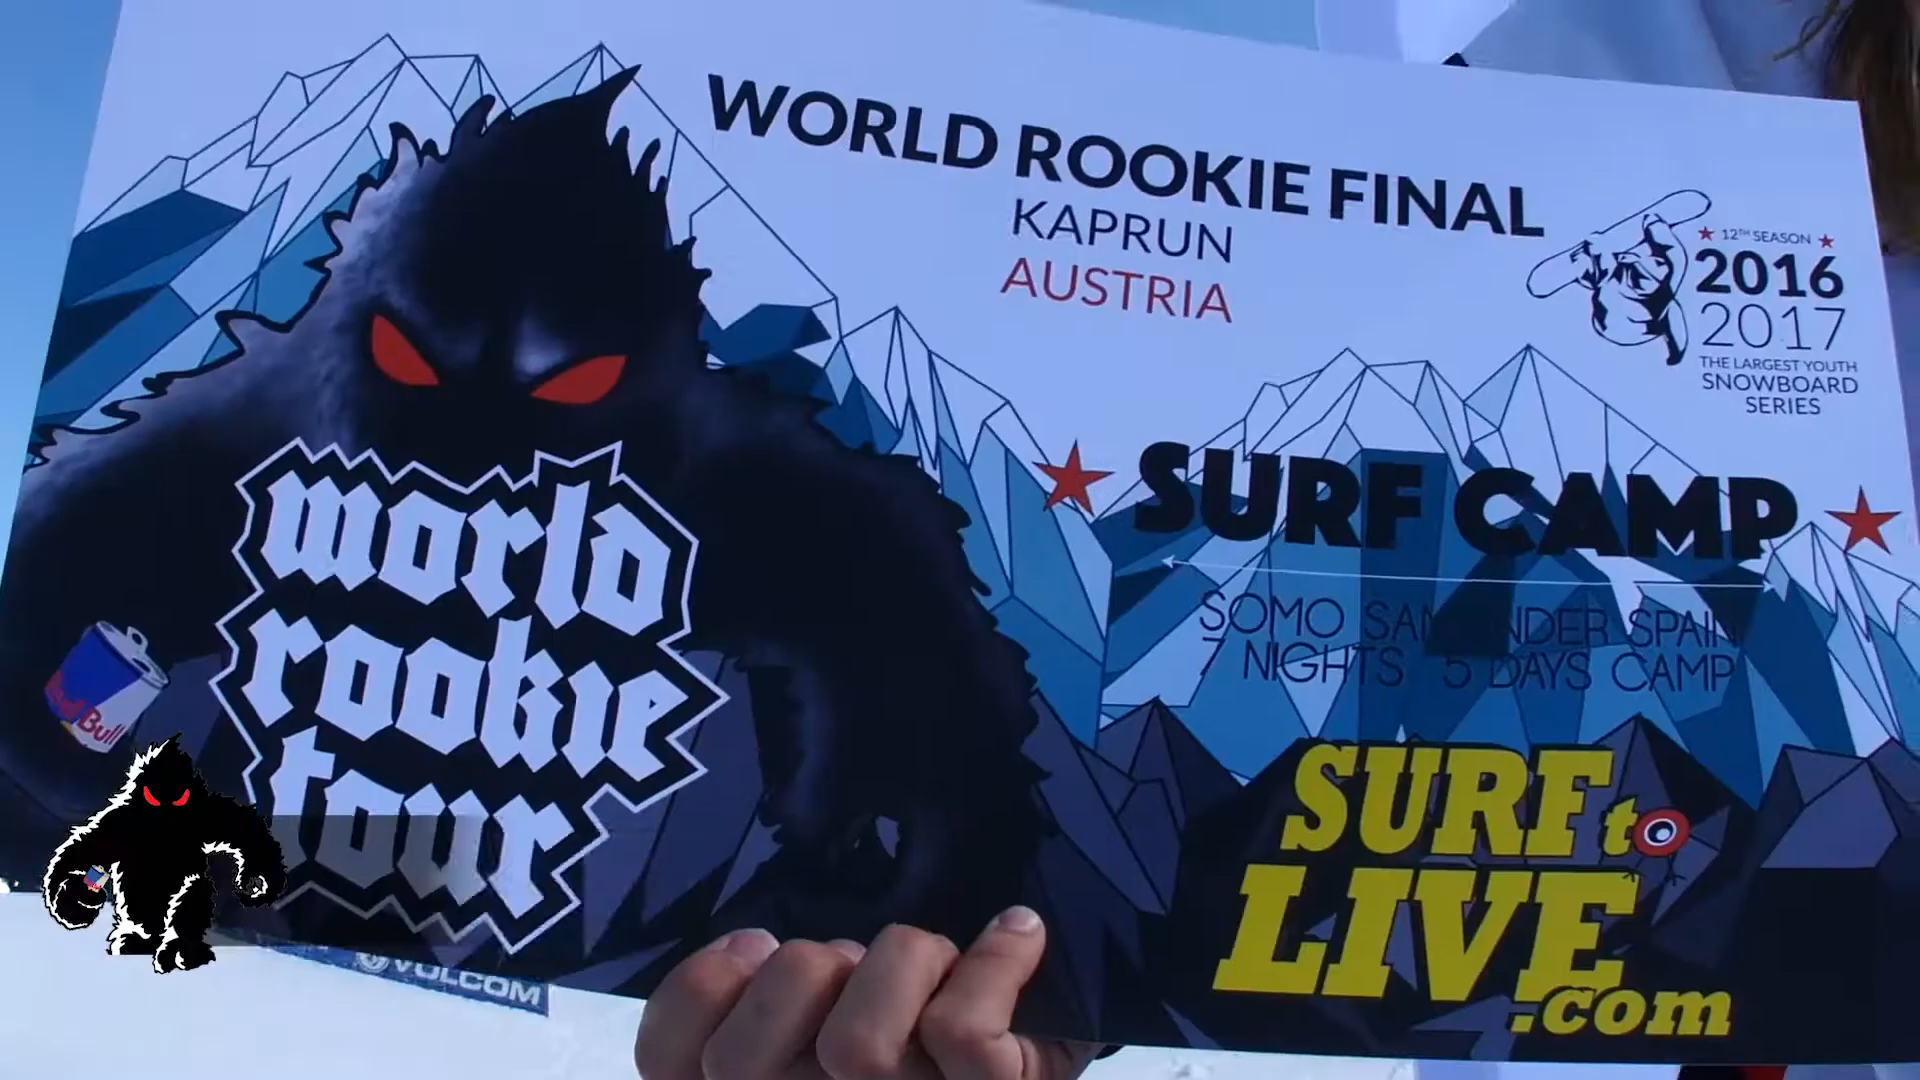 WORLD ROOKIE FINAL
KAPRUN
AUSTRIA
12TH SEASON
2016
2017
THE LARGEST YOUTH
SNOWBOARD
SERIES
world
rookie
tour
SURF CAMP
SOMO SANTANDER SPAIN
7 NIGHTS 5 DAYS CAMP
Red Bull
SURF to
LIVE
.com
VOLCOM